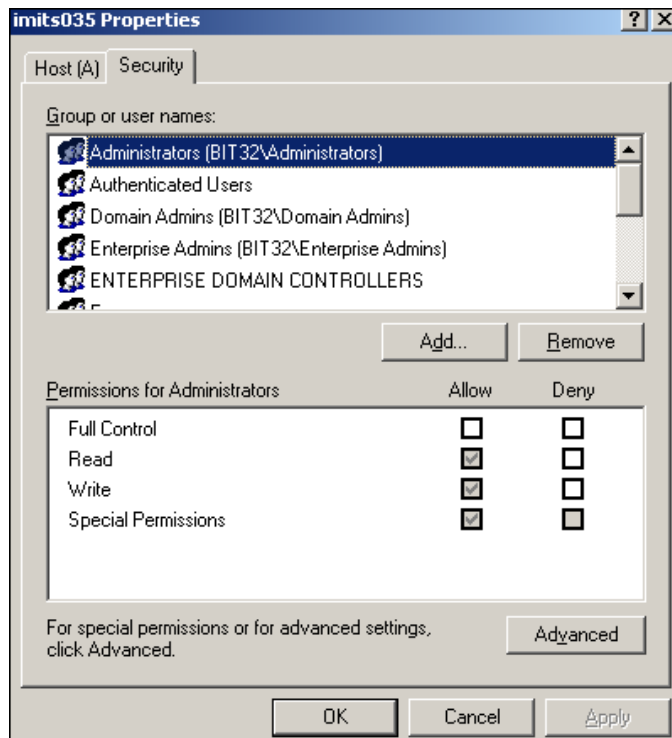 imits035 Properties
Host (A) Security
Group or user names:
Administrators (BIT32\Administrators)
Authenticated Users
Domain Admins (BIT32\Domain Admins)
Enterprise Admins (BIT32\Enterprise Admins)
ENTERPRISE DOMAIN CONTROLLERS
Add... Remove
Permissions for Administrators Allow Deny
Full Control
Read
Write
Special Permissions
For special permissions or for advanced settings,
click Advanced.
Advanced
OK Cancel Apply